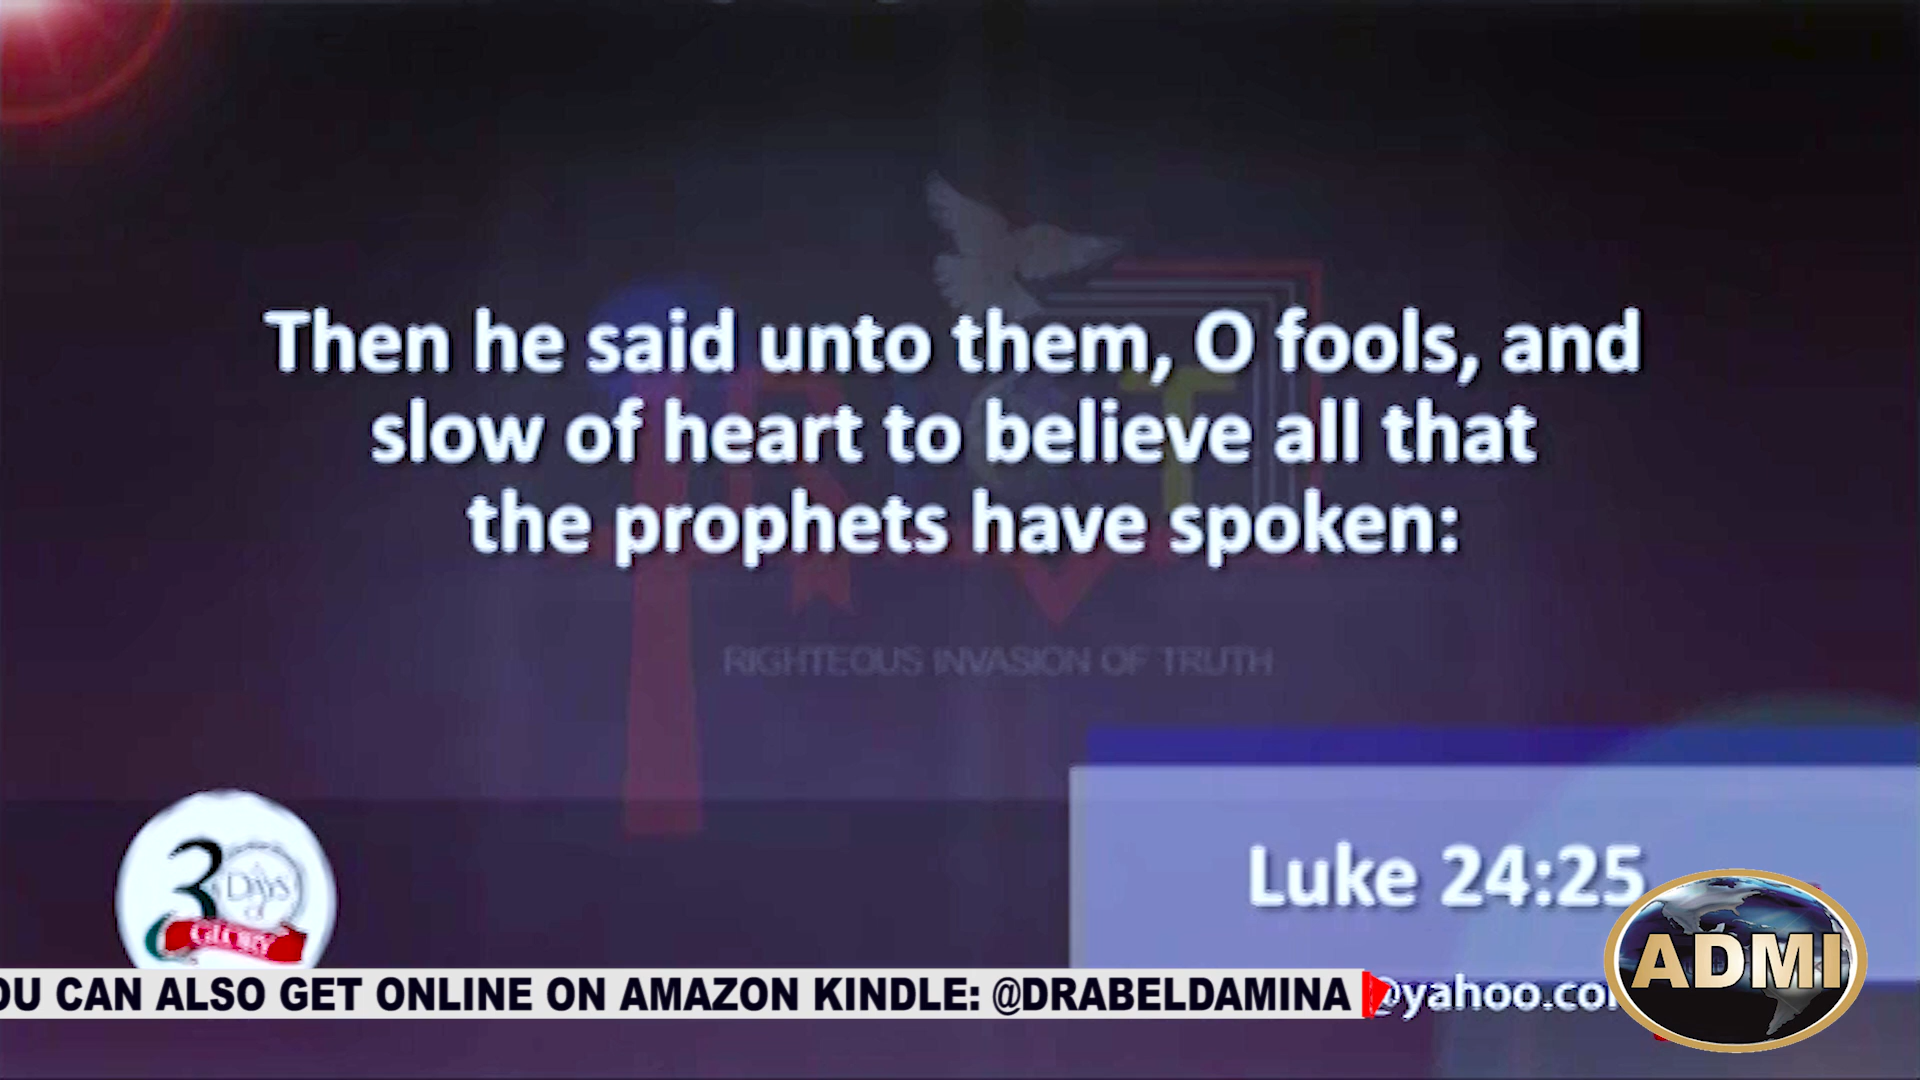 Then he said unto them, O fools, and
slow of heart to believe all that
the prophets have spoken:
RIGHTEOUS INVASION OF TRUTH
Luke 24:25
3 Days
of
GLORY
ADMI
OU CAN ALSO GET ONLINE ON AMAZON KINDLE: @DRABELDAMINA
@yahoo.co